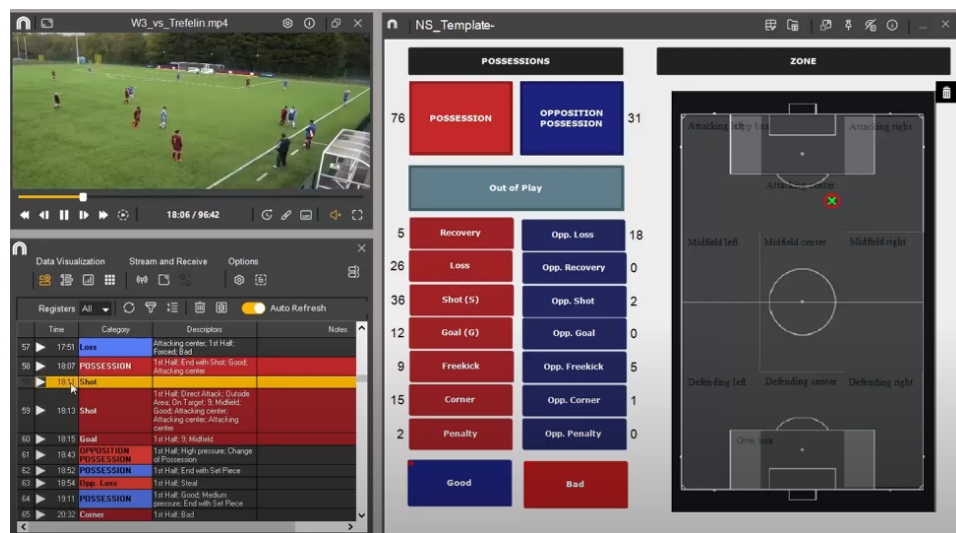 W3_vs_Trefelin.mp4
18:06 / 96:42
Data Visualization Stream and Receive Options
Registers All Auto Refresh
Time Category Descriptors Notes
57 17:51 Loss Attacking center; 1st Half;
Forced; Bad
58 18:07 POSSESSION 1st Half; End with Shot; Good;
Attacking center
18:11 Shot
59 18:13 Shot 1st Half; Direct Attack; Outside
Area; On Target; 9; Midfield;
Good; Attacking center;
Attacking center; Attacking
center
60 18:15 Goal 1st Half; 9; Midfield
61 18:43 OPPOSITION
POSSESSION 1st Half; High pressure; Change
of Possession
62 18:52 POSSESSION 1st Half; End with Set Piece
63 18:54 Opp. Loss 1st Half; Steal
64 19:11 POSSESSION 1st Half; Good; Medium
pressure; End with Set Piece
65 20:32 Corner 1st Half; Bad
NS_Template-
POSSESSIONS
76 POSSESSION OPPOSITION
POSSESSION 31
Out of Play
5 Recovery Opp. Loss 18
26 Loss Opp. Recovery 0
36 Shot (S) Opp. Shot 2
12 Goal (G) Opp. Goal 0
9 Freekick Opp. Freekick 5
15 Corner Opp. Corner 1
2 Penalty Opp. Penalty 0
Good Bad
ZONE
Attacking left Opp box Attacking right
Attacking center
Midfield left Midfield center Midfield right
Defending left Defending center Defending right
Own box